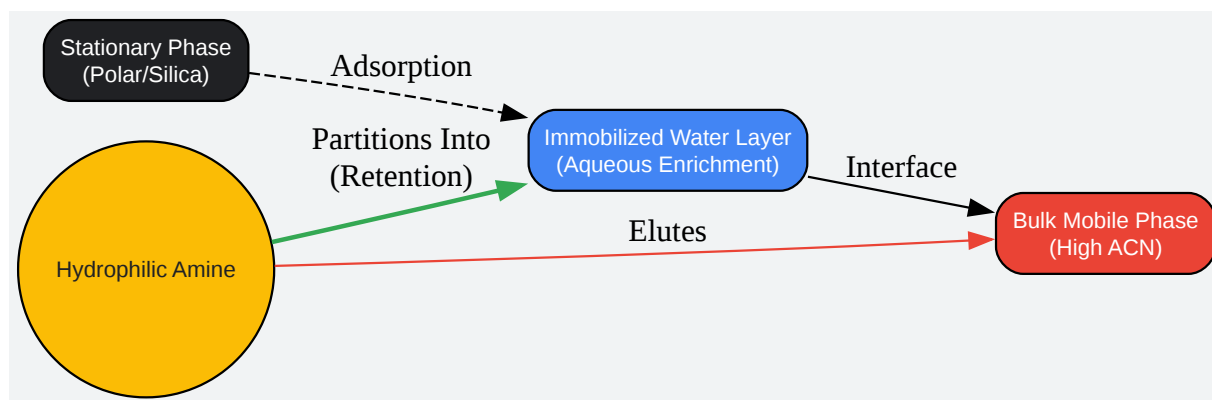 Stationary Phase
(Polar/Silica)
Adsorption
Immobilized Water Layer
(Aqueous Enrichment)
Partitions Into
(Retention)
Interface
Bulk Mobile Phase
(High ACN)
Elutes
Hydrophilic Amine